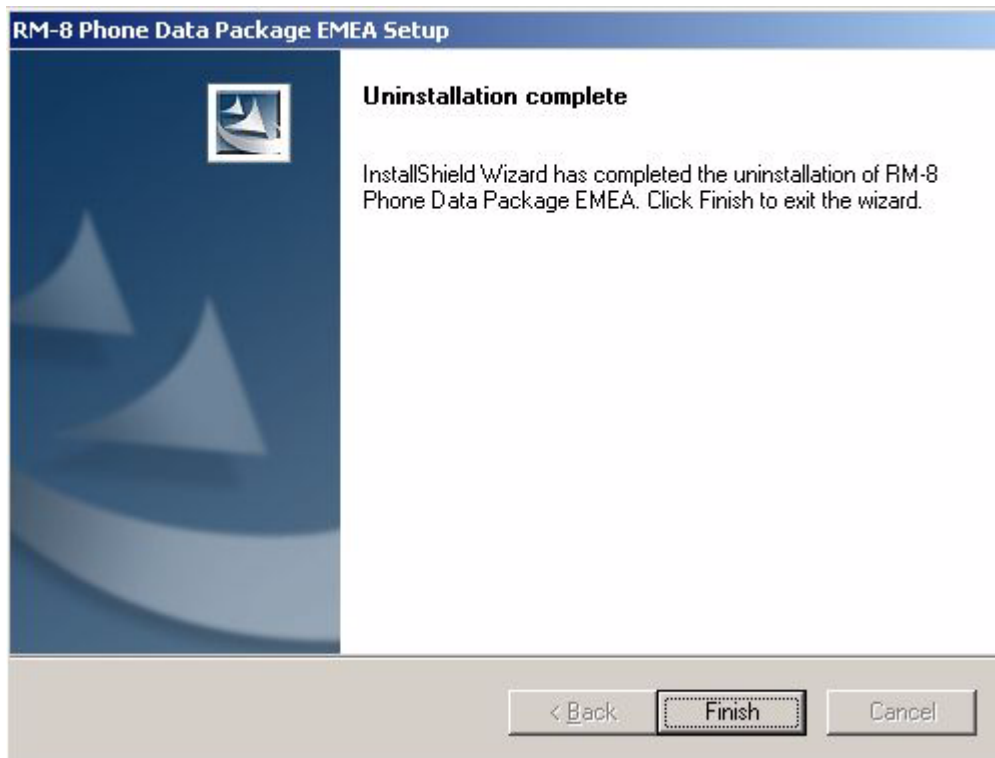 RM-8 Phone Data Package EMEA Setup
Uninstallation complete
InstallShield Wizard has completed the uninstallation of RM-8
Phone Data Package EMEA. Click Finish to exit the wizard.
< Back
Finish
Cancel